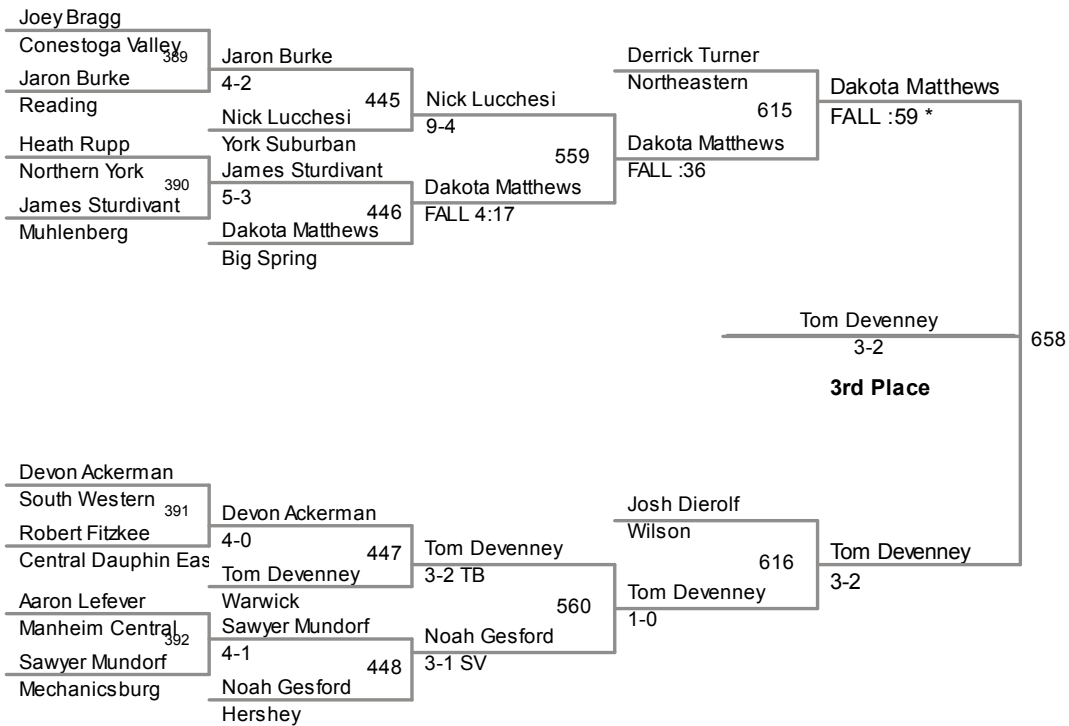 Joey Bragg
Conestoga Valley
389
Jaron Burke
Reading
Heath Rupp
Northern York
390
James Sturdivant
Muhlenberg
Jaron Burke
4-2
445
Nick Lucchesi
York Suburban
James Sturdivant
5-3
446
Dakota Matthews
Big Spring
Nick Lucchesi
9-4
559
Dakota Matthews
FALL 4:17
Derrick Turner
Northeastern
615
Dakota Matthews
FALL :36
Dakota Matthews
FALL :59 *
Tom Devenney
3-2
658
3rd Place
Devon Ackerman
South Western
391
Robert Fitzkee
Central Dauphin Eas
Aaron Lefever
Manheim Central
392
Sawyer Mundorf
Mechanicsburg
Devon Ackerman
4-0
447
Tom Devenney
Warwick
Sawyer Mundorf
4-1
448
Noah Gesford
Hershey
Tom Devenney
3-2 TB
560
Noah Gesford
3-1 SV
Josh Dierolf
Wilson
616
Tom Devenney
1-0
Tom Devenney
3-2